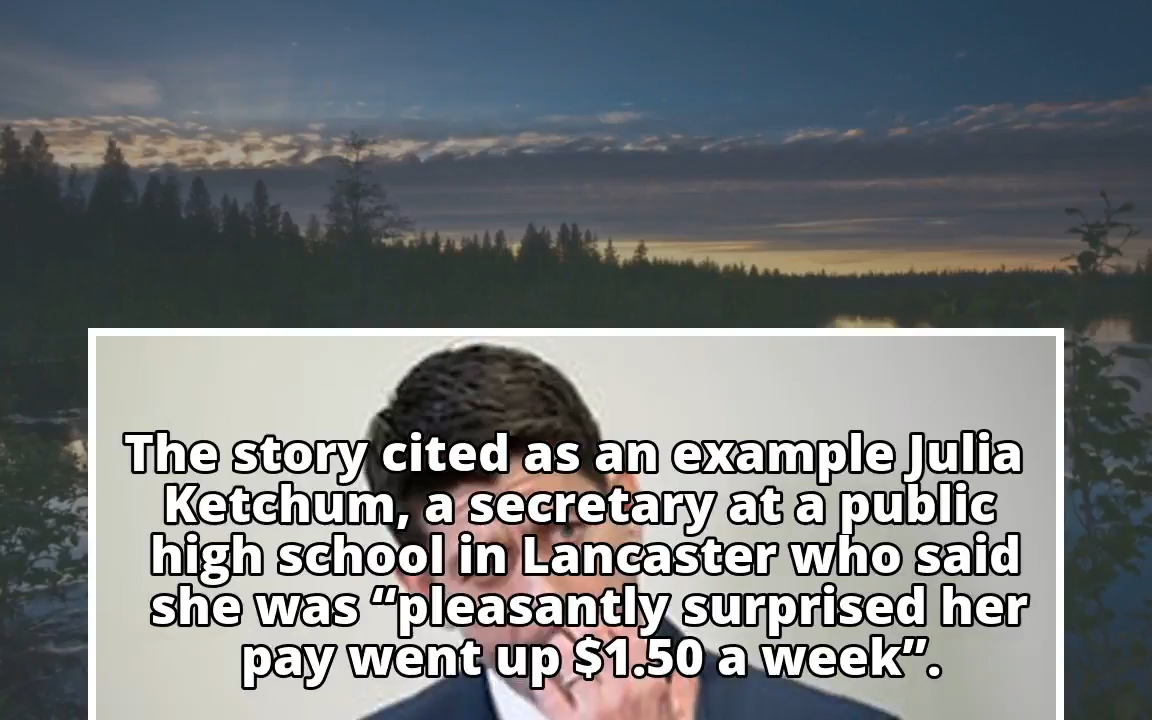 The story cited as an example Julia
Ketchum, a secretary at a public
high school in Lancaster who said
she was “pleasantly surprised her
pay went up $1.50 a week”.